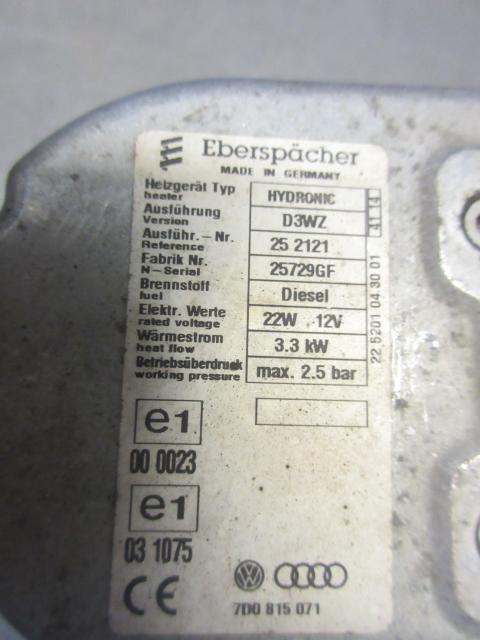 Eberspächer
MADE IN GERMANY
Heizgerät Typ HYDRONIC
heater
Ausführung D3WZ
Version
Ausführ.-Nr. 25 2121
Reference
Fabrik Nr. 25729GF
N-Serial
Brennstoff Diesel
fuel
Elektr. Werte 22W 12V
rated voltage
Wärmestrom 3.3 kW
heat flow
Betriebsüberdruck max. 2.5 bar
working pressure
41 14
22 5201 04 30 01
e1
00 0023
e1
03 1075
CE
7D0 815 071